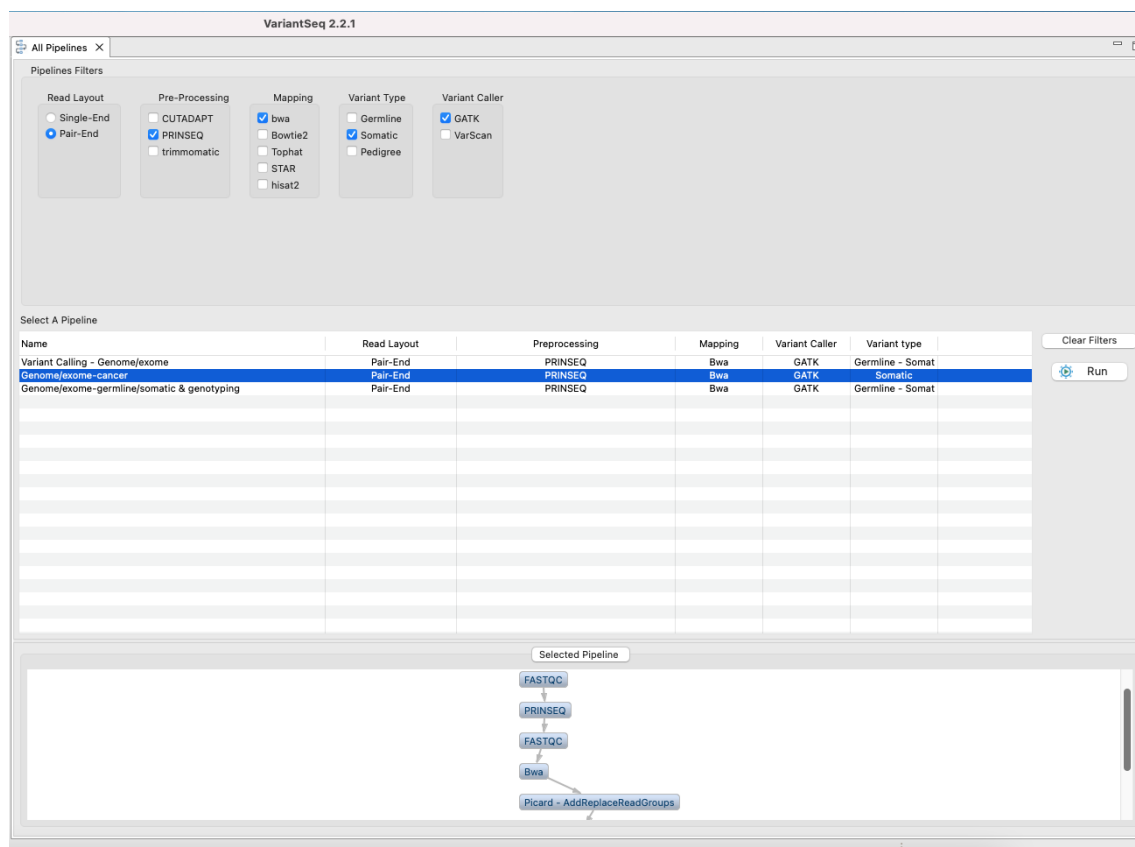 VariantSeq 2.2.1
All Pipelines
Pipelines Filters
Read Layout Pre-Processing Mapping Variant Type Variant Caller
Single-End CUTADAPT bwa Germline GATK
Pair-End PRINSEQ Bowtie2 Somatic VarScan
trimmomatic Tophat Pedigree
STAR
hisat2
Select A Pipeline
Name Read Layout Preprocessing Mapping Variant Caller Variant type Clear Filters
Variant Calling - Genome/exome Pair-End PRINSEQ Bwa GATK Germline - Somat
Genome/exome-cancer Pair-End PRINSEQ Bwa GATK Somatic Run
Genome/exome-germline/somatic & genotyping Pair-End PRINSEQ Bwa GATK Germline - Somat
Selected Pipeline
FASTQC
PRINSEQ
FASTQC
Bwa
Picard - AddReplaceReadGroups